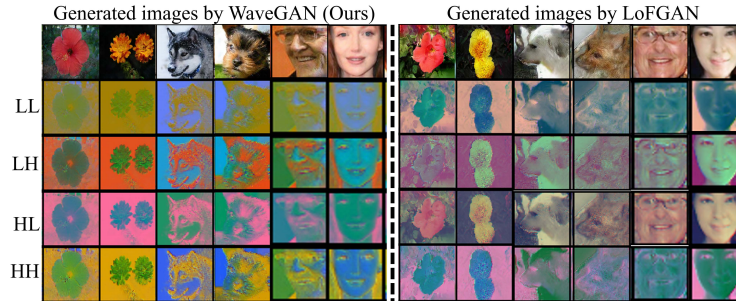 Generated images by WaveGAN (Ours)
Generated images by LoFGAN
LL
LH
HL
HH